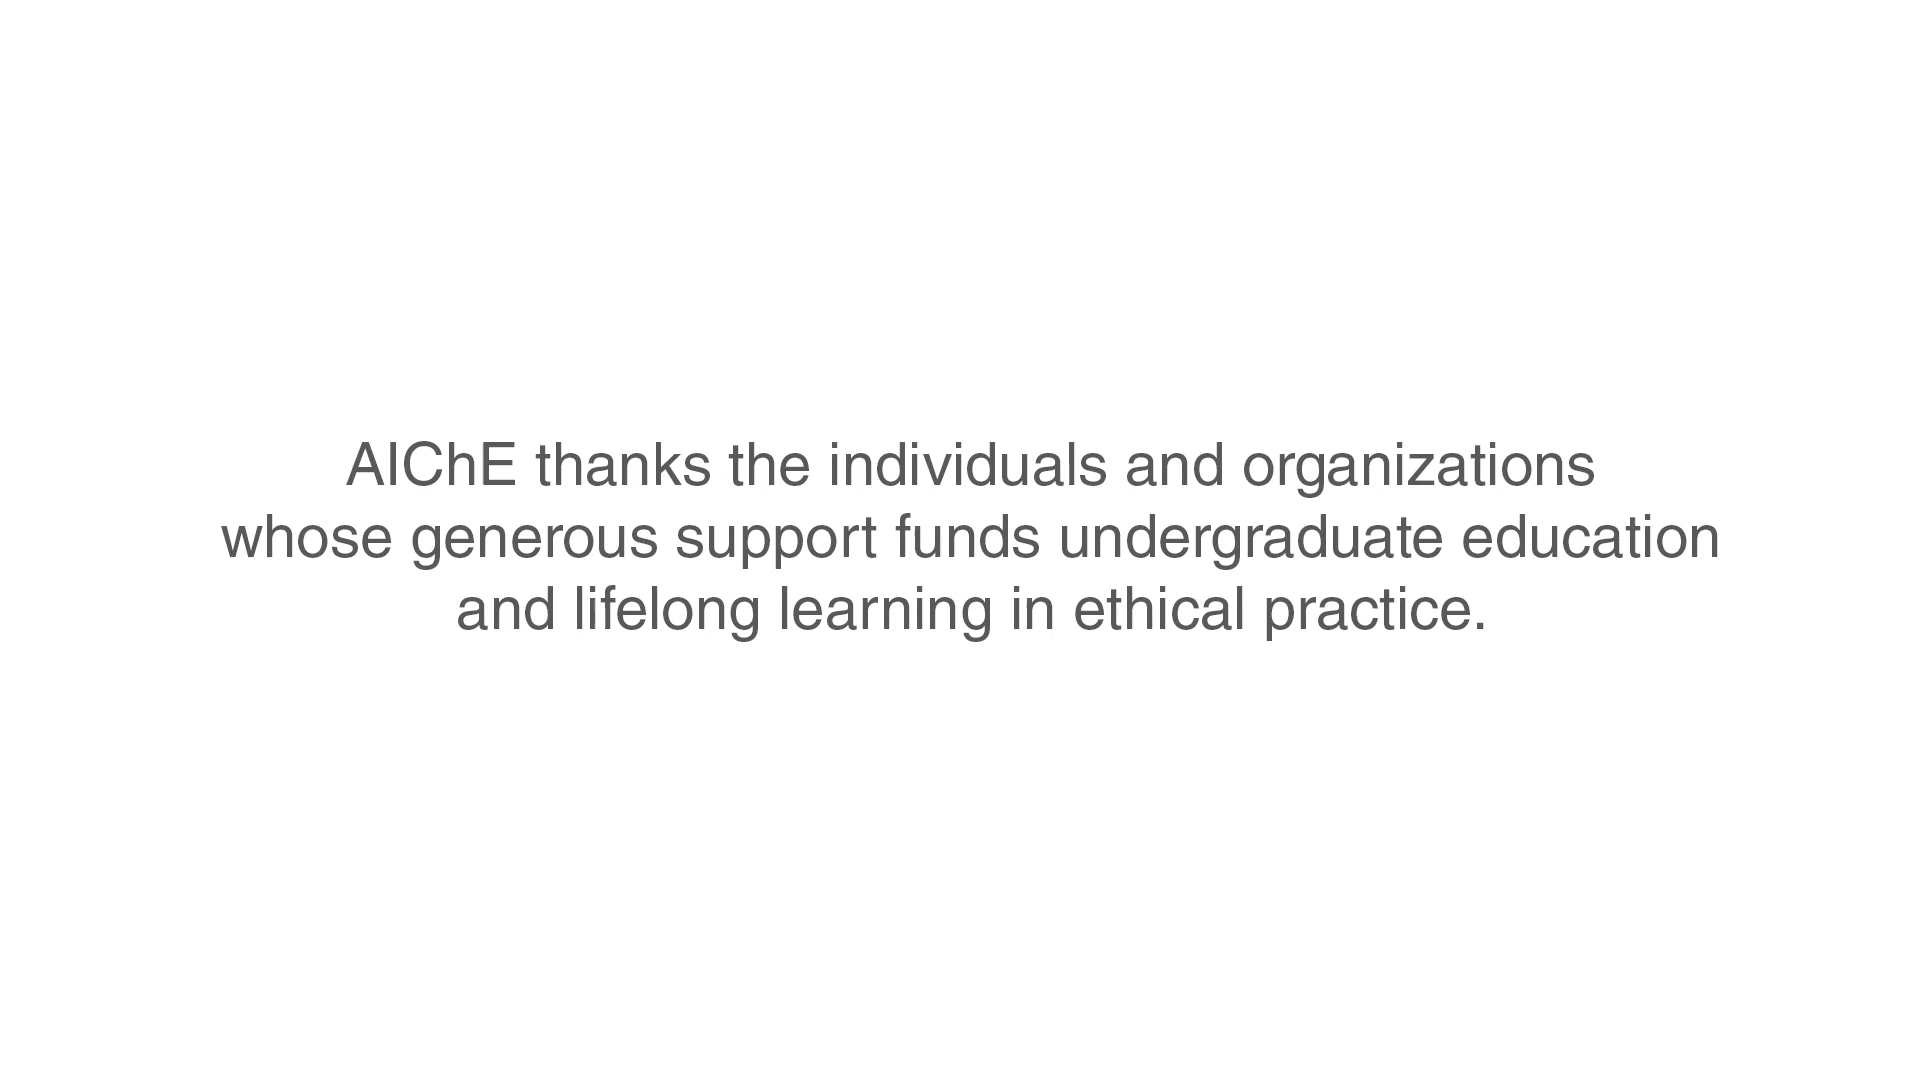 AIChE thanks the individuals and organizations
whose generous support funds undergraduate education
and lifelong learning in ethical practice.